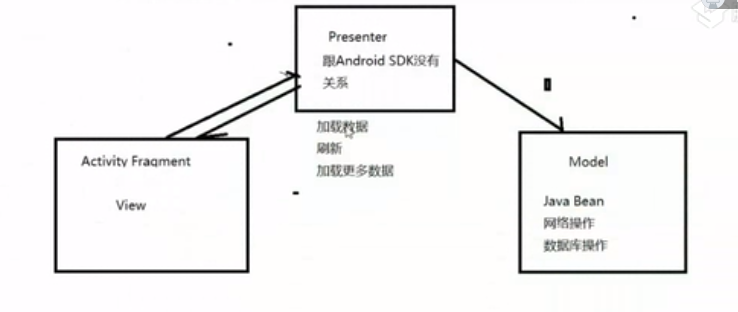 Presenter
跟Android SDK没有
关系
加载数据
刷新
加载更多数据
Activity Fragment
View
Model
Java Bean
网络操作
数据库操作